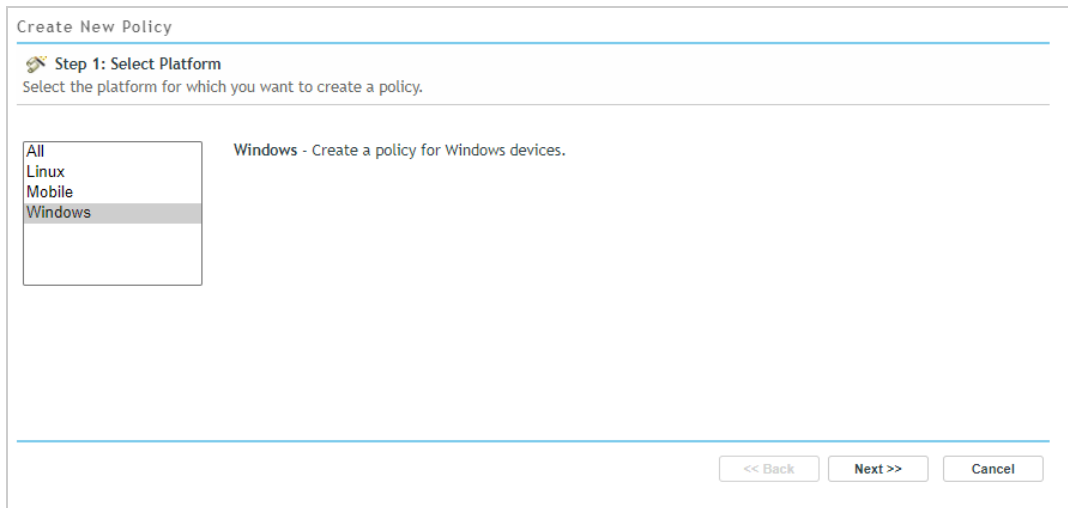 Create New Policy
Step 1: Select Platform
Select the platform for which you want to create a policy.
All
Linux
Mobile
Windows
Windows - Create a policy for Windows devices.
<< Back
Next >>
Cancel